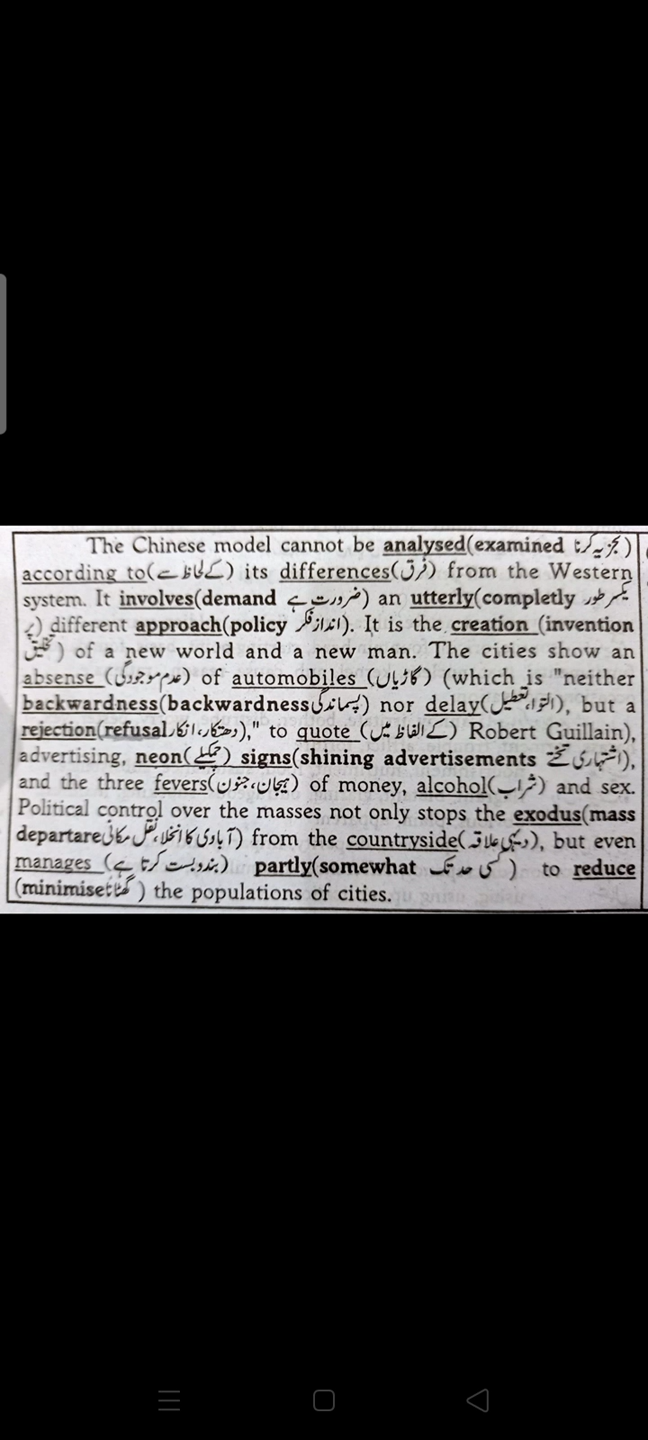 The Chinese model cannot be analysed(examined تجزیہ کرنا)
according to(کے لحاظ سے) its differences(فرق) from the Western
system. It involves(demand ضرورت ہے) an utterly(completly یکسر طور
پر) different approach(policy اندازِ فکر). It is the creation (invention
تخلیق) of a new world and a new man. The cities show an
absense (عدم موجودگی) of automobiles (گاڑیاں) (which is "neither
backwardness(backwardness پسماندگی) nor delay(التوا، تعطیل), but a
rejection(refusal دھتکار، انکار)," to quote (کے الفاظ میں) Robert Guillain),
advertising, neon(چمکیلے) signs(shining advertisements اشتہاری تختے),
and the three fevers(ہیجان، جنون) of money, alcohol(شراب) and sex.
Political control over the masses not only stops the exodus(mass
departare آبادی کا انخلا، نقل مکانی) from the countryside(دیہی علاقہ), but even
manages (بندوبست کرتا ہے) partly(somewhat کسی حد تک) to reduce
(minimise گھٹانا) the populations of cities.